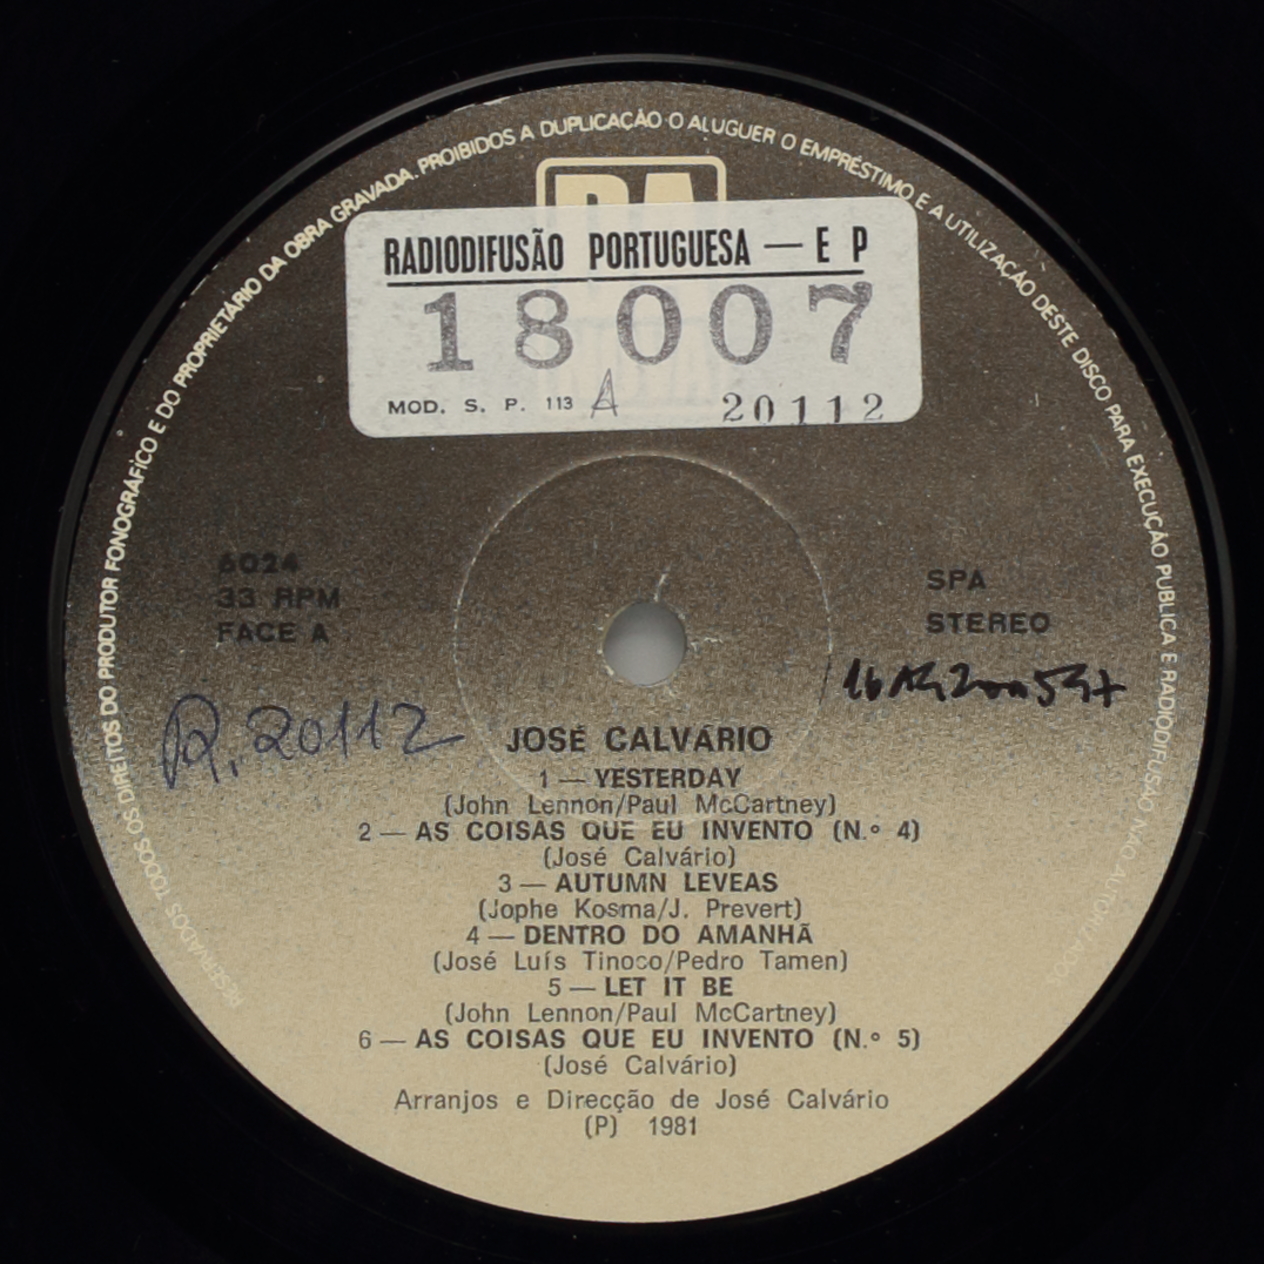 RESERVADOS TODOS OS DIREITOS DO PRODUTOR FONOGRÁFICO E DO PROPRIETÁRIO DA OBRA GRAVADA. PROIBIDOS A DUPLICAÇÃO O ALUGUER O EMPRÉSTIMO E A UTILIZAÇÃO DESTE DISCO PARA EXECUÇÃO PUBLICA E RADIODIFUSÃO NÃO AUTORIZADOS
RADIODIFUSÃO PORTUGUESA — E P
18007
MOD. S. P. 113 A 20112
6024
33 RPM
FACE A
SPA
STEREO
R. 20112
JOSÉ CALVÁRIO
1 — YESTERDAY
(John Lennon/Paul McCartney)
2 — AS COISAS QUE EU INVENTO (N.º 4)
(José Calvário)
3 — AUTUMN LEVEAS
(Jophe Kosma/J. Prevert)
4 — DENTRO DO AMANHÃ
(José Luís Tinoco/Pedro Tamen)
5 — LET IT BE
(John Lennon/Paul McCartney)
6 — AS COISAS QUE EU INVENTO (N.º 5)
(José Calvário)
Arranjos e Direcção de José Calvário
(P) 1981